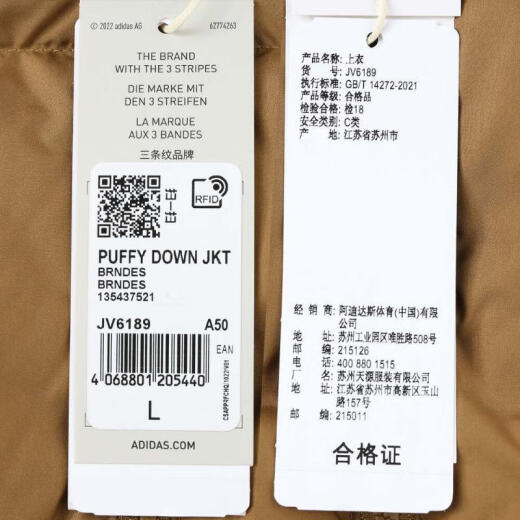 © 2022 adidas AG
62774Z63
THE BRAND
WITH THE 3 STRIPES
DIE MARKE MIT
DEN 3 STREIFEN
LA MARQUE
AUX 3 BANDES
三条纹品牌
RFID
PUFFY DOWN JKT
BRNDES
BRNDES
135437521
JV6189 A50
EAN
4 068801 205440
L
ADIDAS.COM
产品名称: 上衣
货 号: JV6189
执行标准: GB/T 14272-2021
产品等级: 合格品
检验合格: 检18
安全类别: C类
产 地: 江苏省苏州市
经 销 商: 阿迪达斯体育(中国)有限
公司
地 址: 苏州工业园区唯胜路508号
邮 编: 215126
电 话: 400 880 1515
厂 名: 苏州天源服装有限公司
地 址: 江苏省苏州市高新区玉山
路157号
邮 编: 215011
合格证